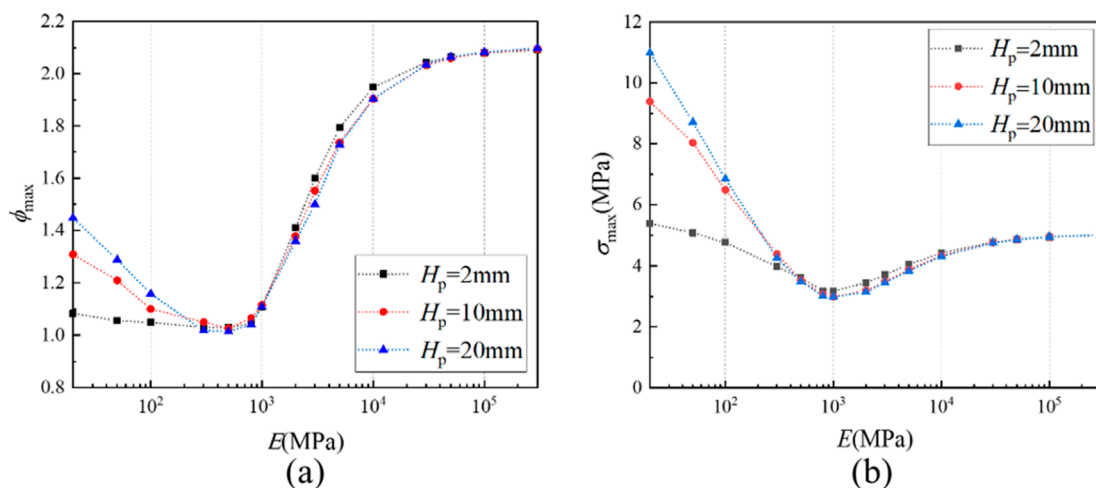 2.2
2.0
1.8
1.6
1.4
1.2
1.0
0.8
ϕmax
10² 10³ 10⁴ 10⁵
E(MPa)
Hp=2mm
Hp=10mm
Hp=20mm
(a)
12
10
8
6
4
2
0
σmax(MPa)
10² 10³ 10⁴ 10⁵
E(MPa)
Hp=2mm
Hp=10mm
Hp=20mm
(b)